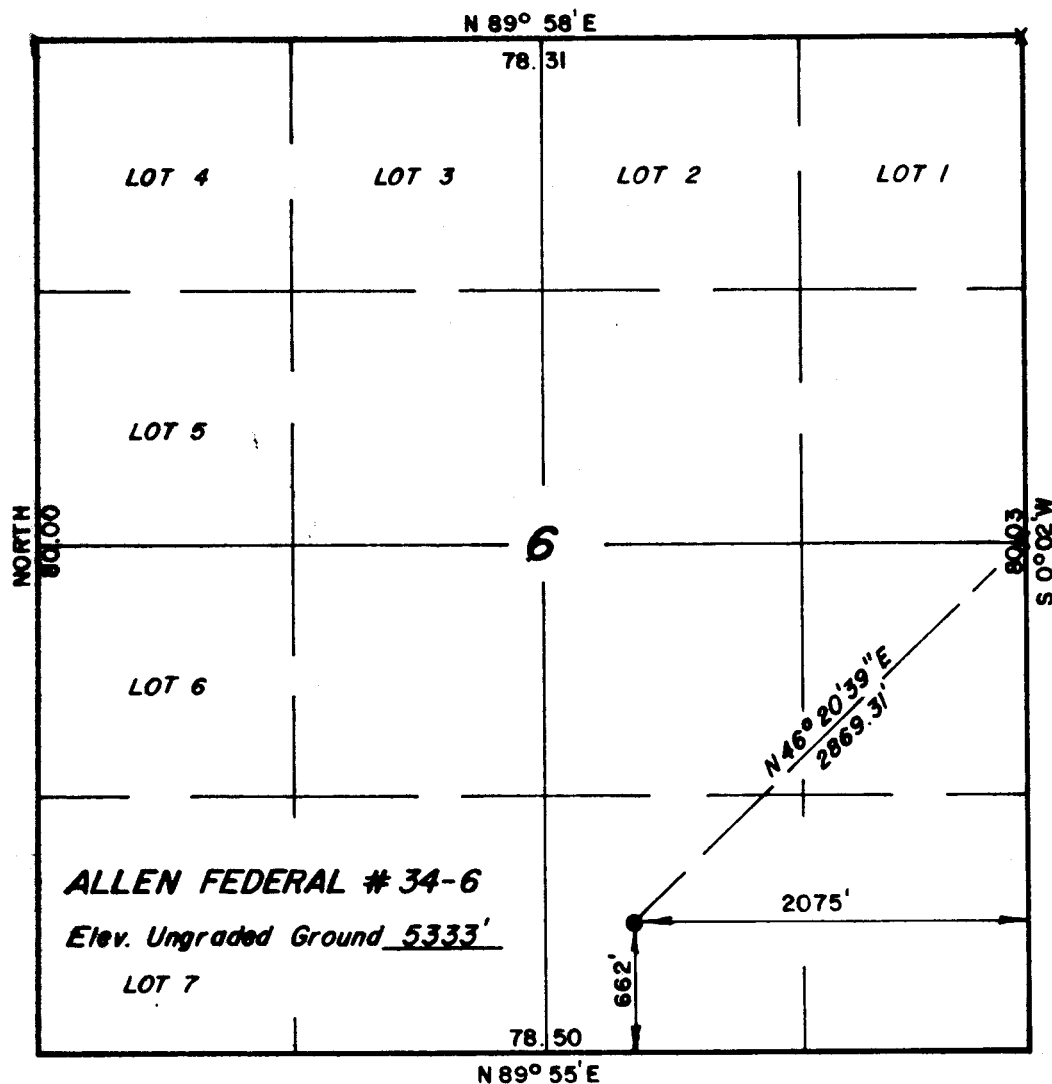 N 89° 58' E
78.31
LOT 4
LOT 3
LOT 2
LOT 1
LOT 5
NORTH
80.00
6
80.03
S 0° 02' W
LOT 6
N 46° 20' 39" E
2869.31'
ALLEN FEDERAL # 34-6
2075'
Elev. Ungraded Ground 5333'
662'
LOT 7
78.50
N 89° 55' E